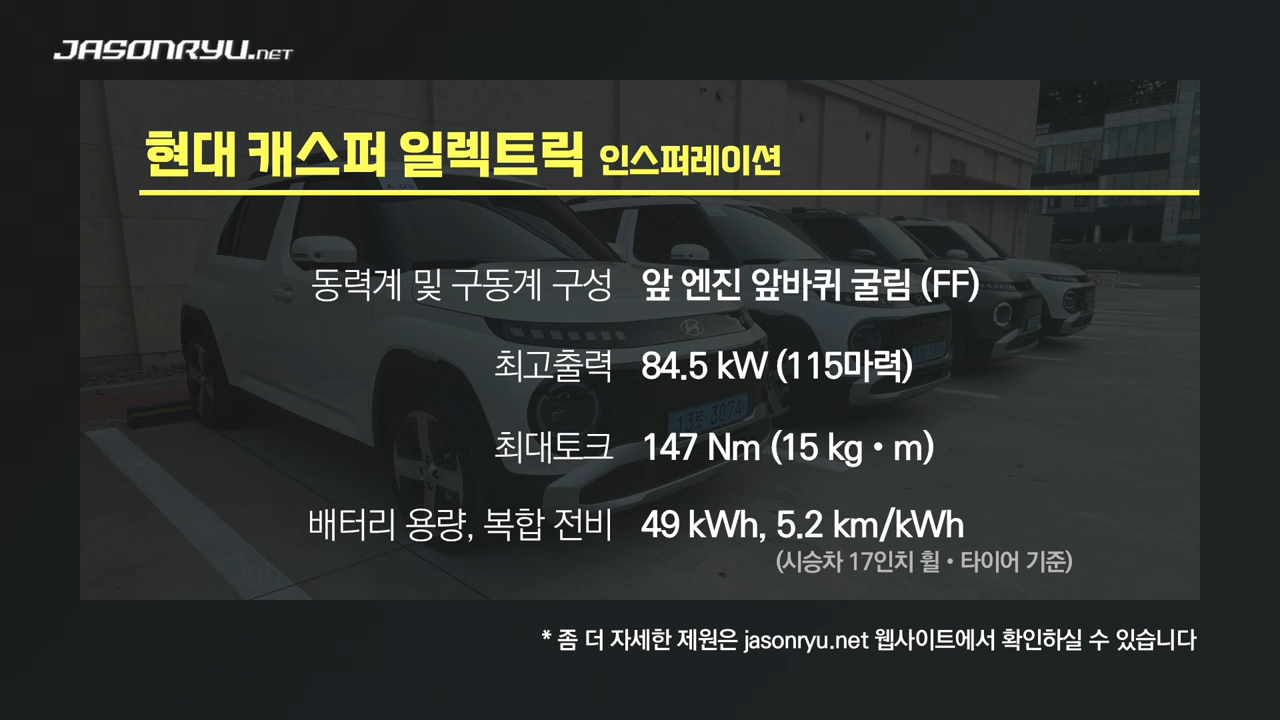 JASONRYU.NET
현대 캐스퍼 일렉트릭 인스퍼레이션
동력계 및 구동계 구성 앞 엔진 앞바퀴 굴림 (FF)
최고출력 84.5 kW (115마력)
최대토크 147 Nm (15 kg·m)
13로 3074
배터리 용량, 복합 전비 49 kWh, 5.2 km/kWh
(시승차 17인치 휠·타이어 기준)
* 좀 더 자세한 제원은 jasonryu.net 웹사이트에서 확인하실 수 있습니다